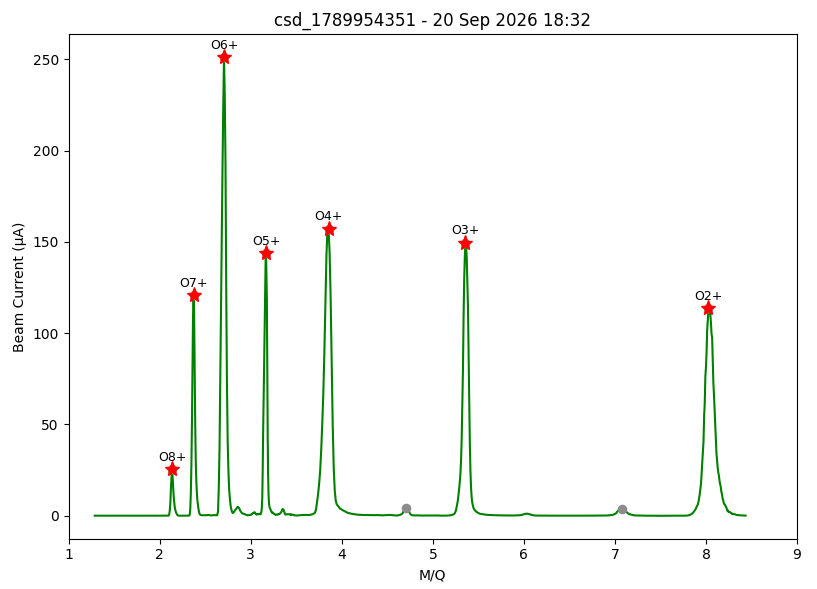 csd_1789954351 - 20 Sep 2026 18:32
Beam Current (µA)
250
200
150
100
50
0
O8+
O7+
O6+
O5+
O4+
O3+
O2+
1 2 3 4 5 6 7 8 9
M/Q